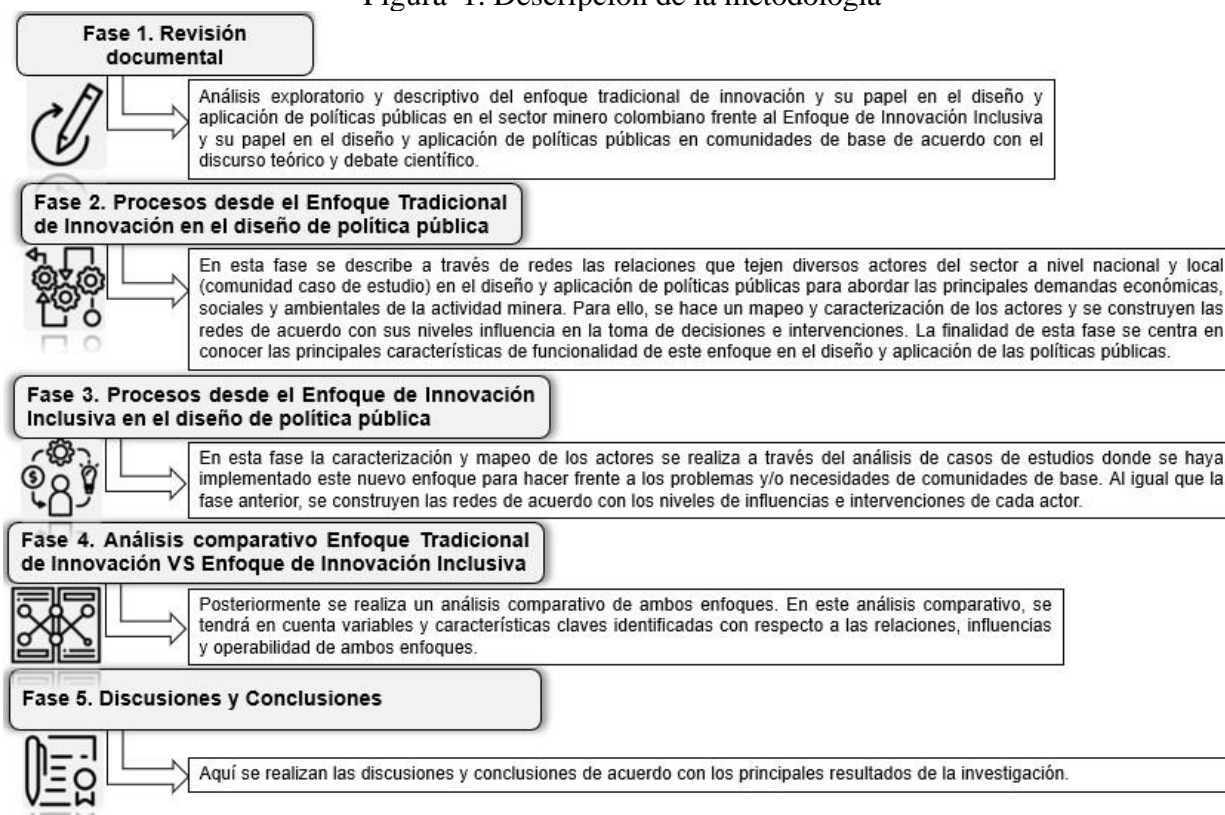 Figura 1. Descripción de la metodología
Fase 1. Revisión
documental
Análisis exploratorio y descriptivo del enfoque tradicional de innovación y su papel en el diseño y
aplicación de políticas públicas en el sector minero colombiano frente al Enfoque de Innovación Inclusiva
y su papel en el diseño y aplicación de políticas públicas en comunidades de base de acuerdo con el
discurso teórico y debate científico.
Fase 2. Procesos desde el Enfoque Tradicional
de Innovación en el diseño de política pública
En esta fase se describe a través de redes las relaciones que tejen diversos actores del sector a nivel nacional y local
(comunidad caso de estudio) en el diseño y aplicación de políticas públicas para abordar las principales demandas económicas,
sociales y ambientales de la actividad minera. Para ello, se hace un mapeo y caracterización de los actores y se construyen las
redes de acuerdo con sus niveles influencia en la toma de decisiones e intervenciones. La finalidad de esta fase se centra en
conocer las principales características de funcionalidad de este enfoque en el diseño y aplicación de las políticas públicas.
Fase 3. Procesos desde el Enfoque de Innovación
Inclusiva en el diseño de política pública
En esta fase la caracterización y mapeo de los actores se realiza a través del análisis de casos de estudios donde se haya
implementado este nuevo enfoque para hacer frente a los problemas y/o necesidades de comunidades de base. Al igual que la
fase anterior, se construyen las redes de acuerdo con los niveles de influencias e intervenciones de cada actor.
Fase 4. Análisis comparativo Enfoque Tradicional
de Innovación VS Enfoque de Innovación Inclusiva
Posteriormente se realiza un análisis comparativo de ambos enfoques. En este análisis comparativo, se
tendrá en cuenta variables y características claves identificadas con respecto a las relaciones, influencias
y operabilidad de ambos enfoques.
Fase 5. Discusiones y Conclusiones
Aquí se realizan las discusiones y conclusiones de acuerdo con los principales resultados de la investigación.